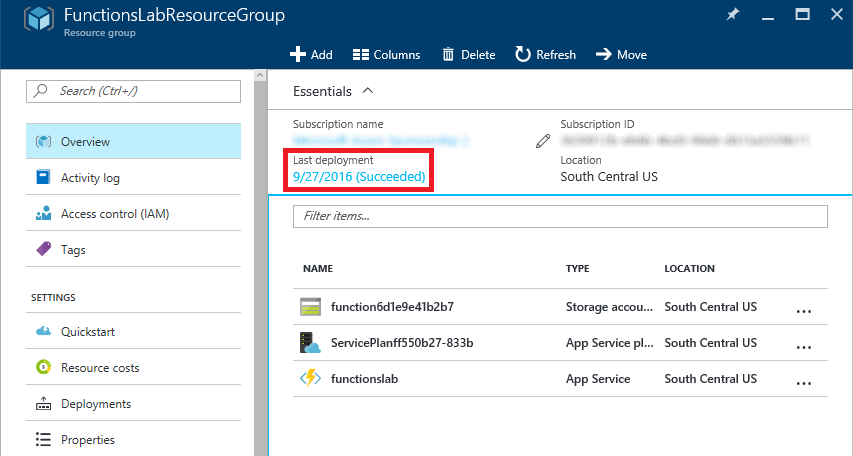 FunctionsLabResourceGroup
Resource group
Add Columns Delete Refresh Move
Search (Ctrl+/)
Overview
Activity log
Access control (IAM)
Tags
SETTINGS
Quickstart
Resource costs
Deployments
Properties
Essentials
Subscription name Subscription ID
Last deployment Location
9/27/2016 (Succeeded) South Central US
Filter items...
NAME TYPE LOCATION
function6d1e9e41b2b7 Storage accou... South Central US ...
ServicePlanff550b27-833b App Service pl... South Central US ...
functionslab App Service South Central US ...